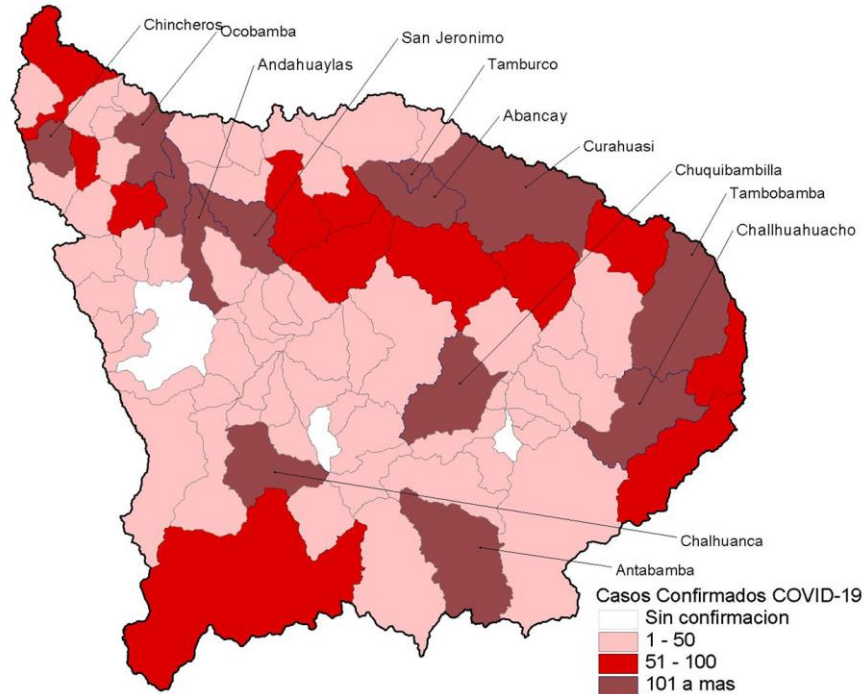 Chincheros
Ocobamba
Andahuaylas
San Jeronimo
Tamburco
Abancay
Curahuasi
Chuquibambilla
Tambobamba
Challhuahuacho
Chalhuanca
Antabamba
Casos Confirmados COVID-19
Sin confirmacion
1 - 50
51 - 100
101 a mas